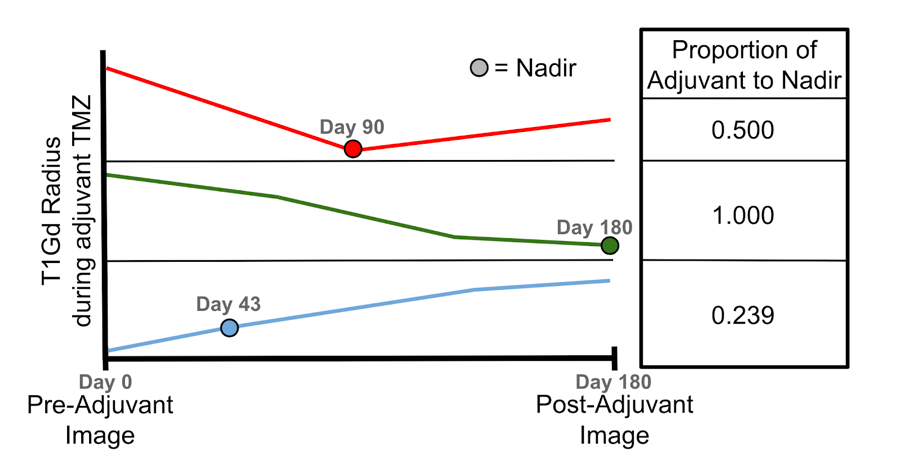 Proportion of
Adjuvant to Nadir
= Nadir
Day 90
0.500
T1Gd Radius
during adjuvant TMZ
Day 180
1.000
Day 43
0.239
Day 0
Day 180
Pre-Adjuvant
Image
Post-Adjuvant
Image